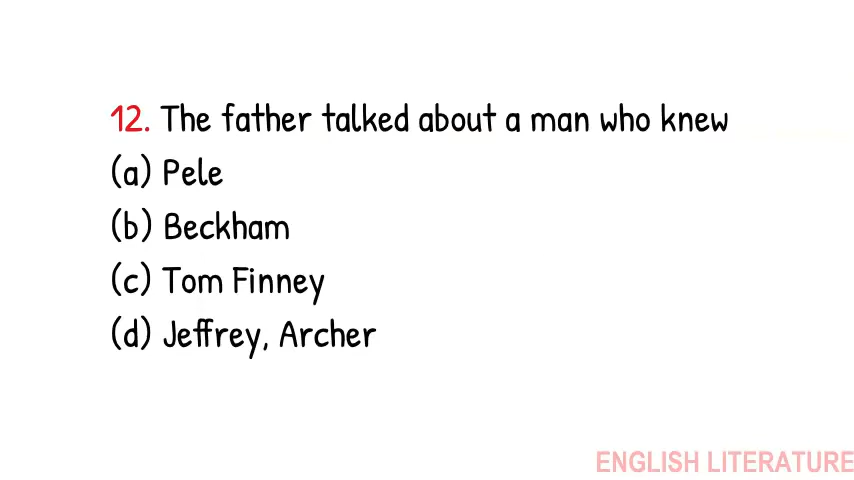 12. The father talked about a man who knew
(a) Pele
(b) Beckham
(c) Tom Finney
(d) Jeffrey, Archer
ENGLISH LITERATURE